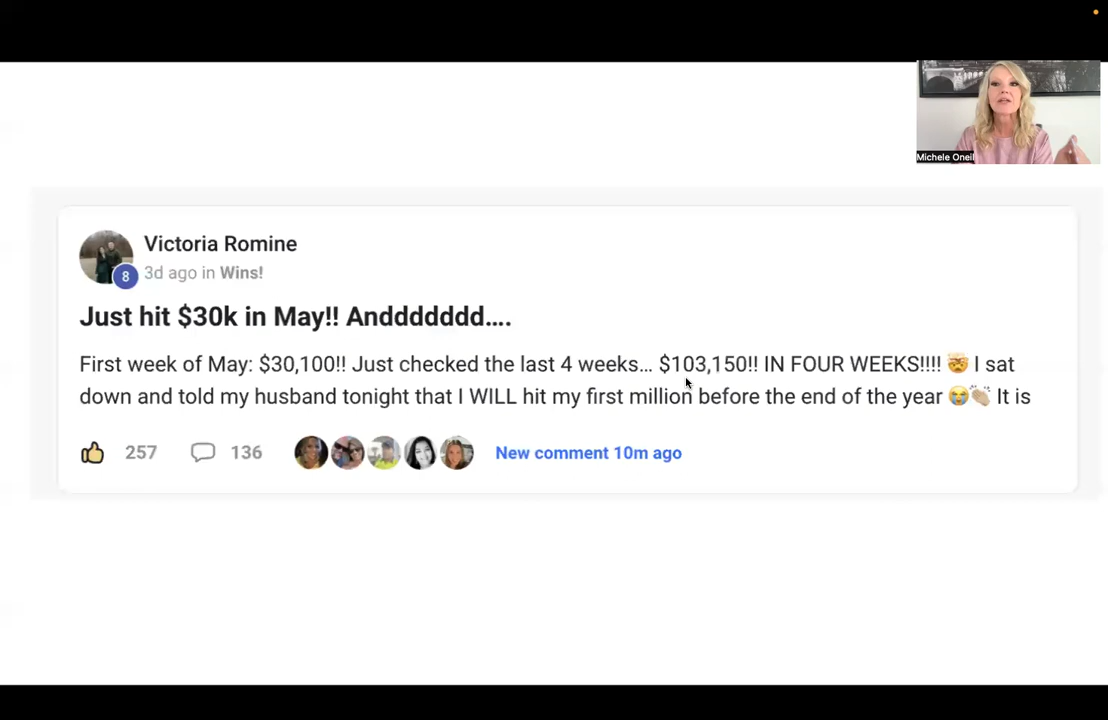 Michele Oneil
Victoria Romine
8
3d ago in Wins!
Just hit $30k in May!! Anddddddd....
First week of May: $30,100!! Just checked the last 4 weeks... $103,150!! IN FOUR WEEKS!!!! 🤯 I sat
down and told my husband tonight that I WILL hit my first million before the end of the year 😭👏🏼 It is
257 136 New comment 10m ago